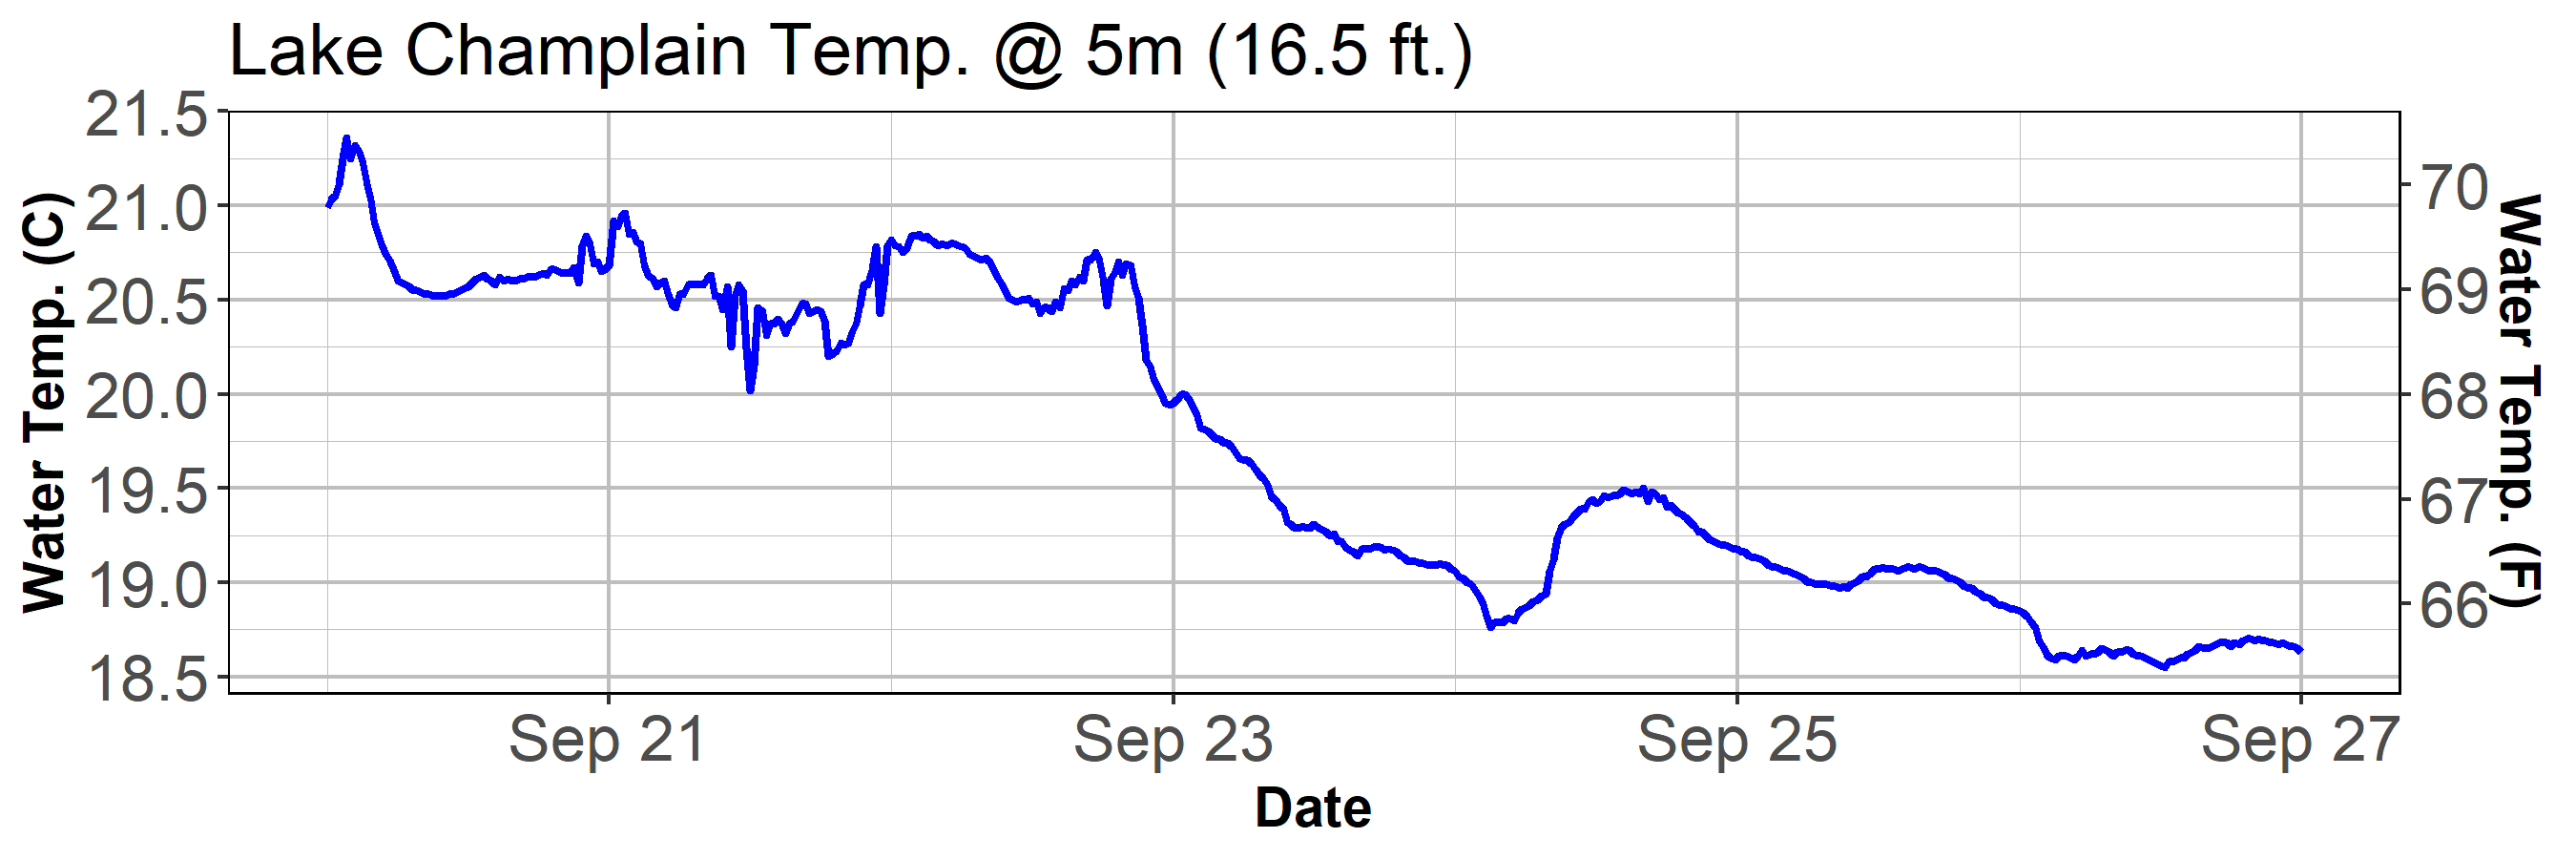 Lake Champlain Temp. @ 5m (16.5 ft.)
Water Temp. (C)
21.5
21.0
20.5
20.0
19.5
19.0
18.5
70
69
68
67
66
Water Temp. (F)
Sep 21
Sep 23
Sep 25
Sep 27
Date